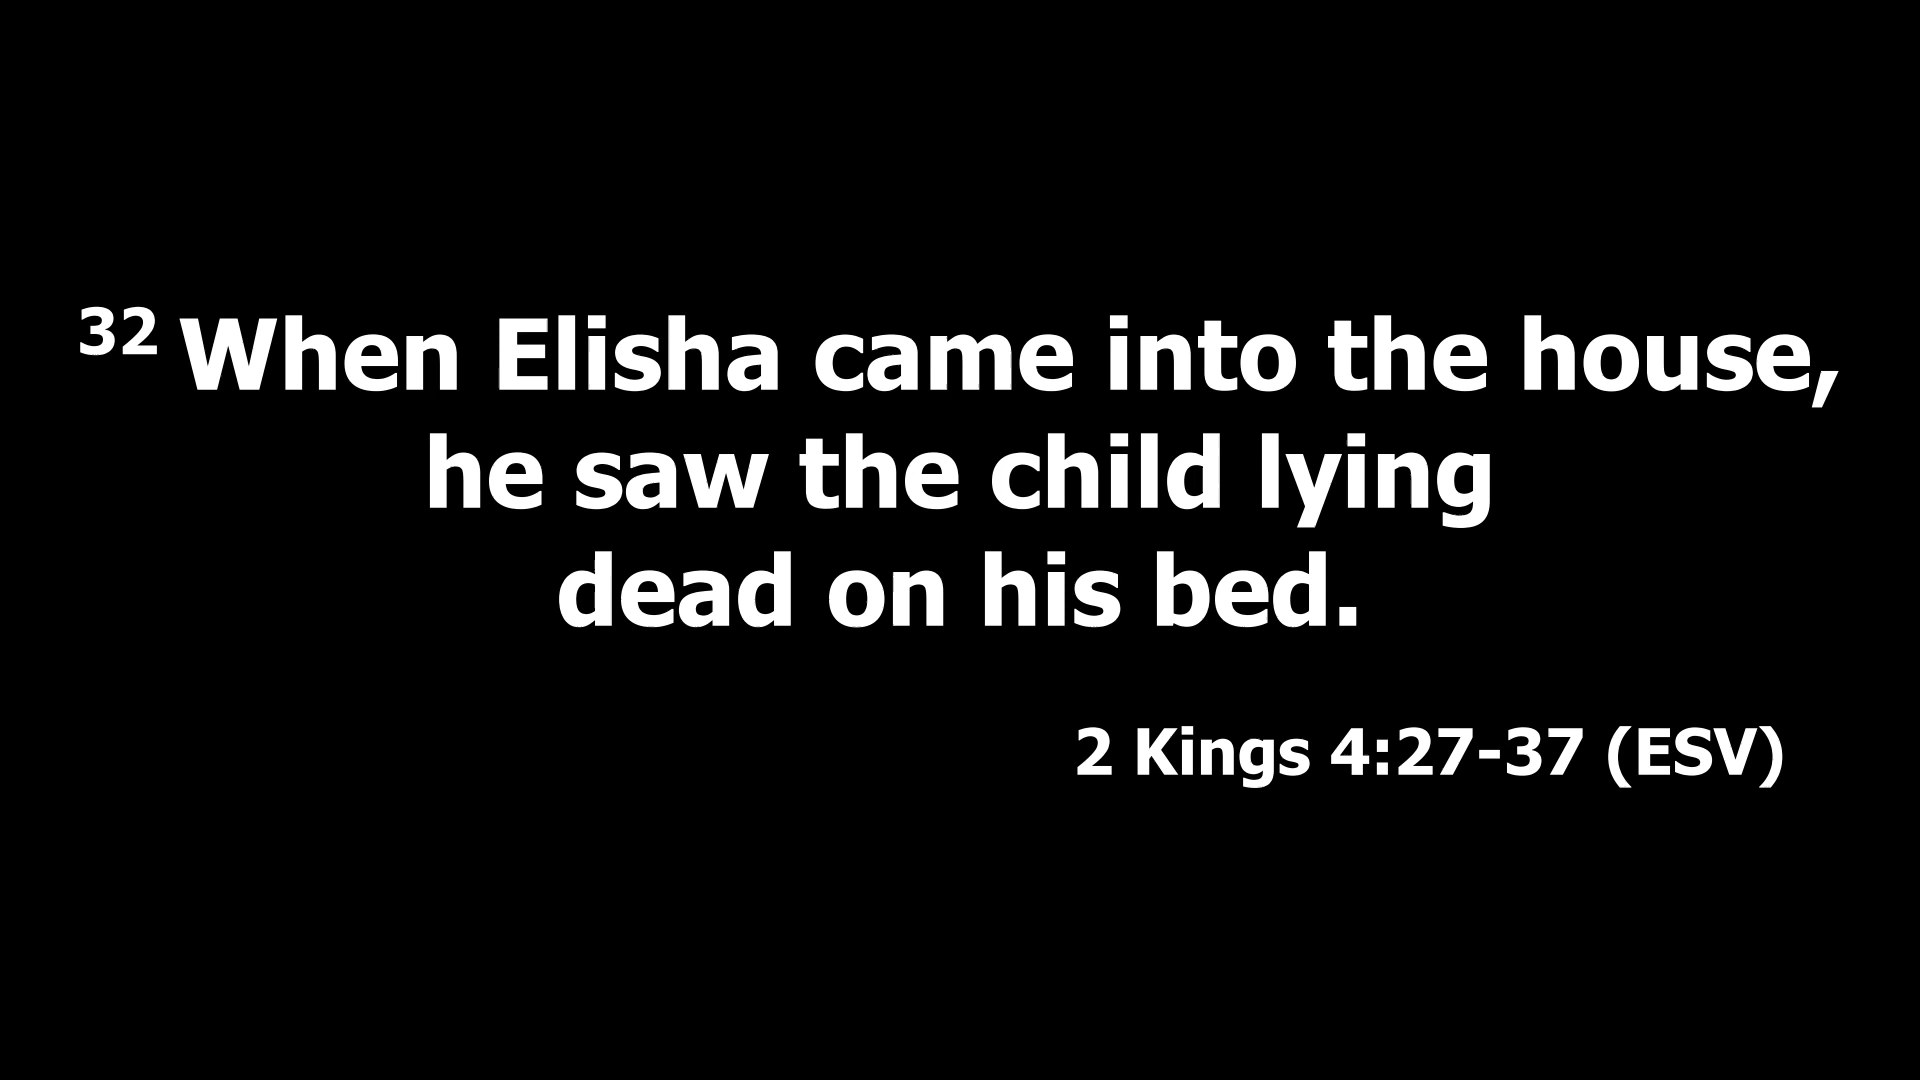 32 When Elisha came into the house,
he saw the child lying
dead on his bed.
2 Kings 4:27-37 (ESV)